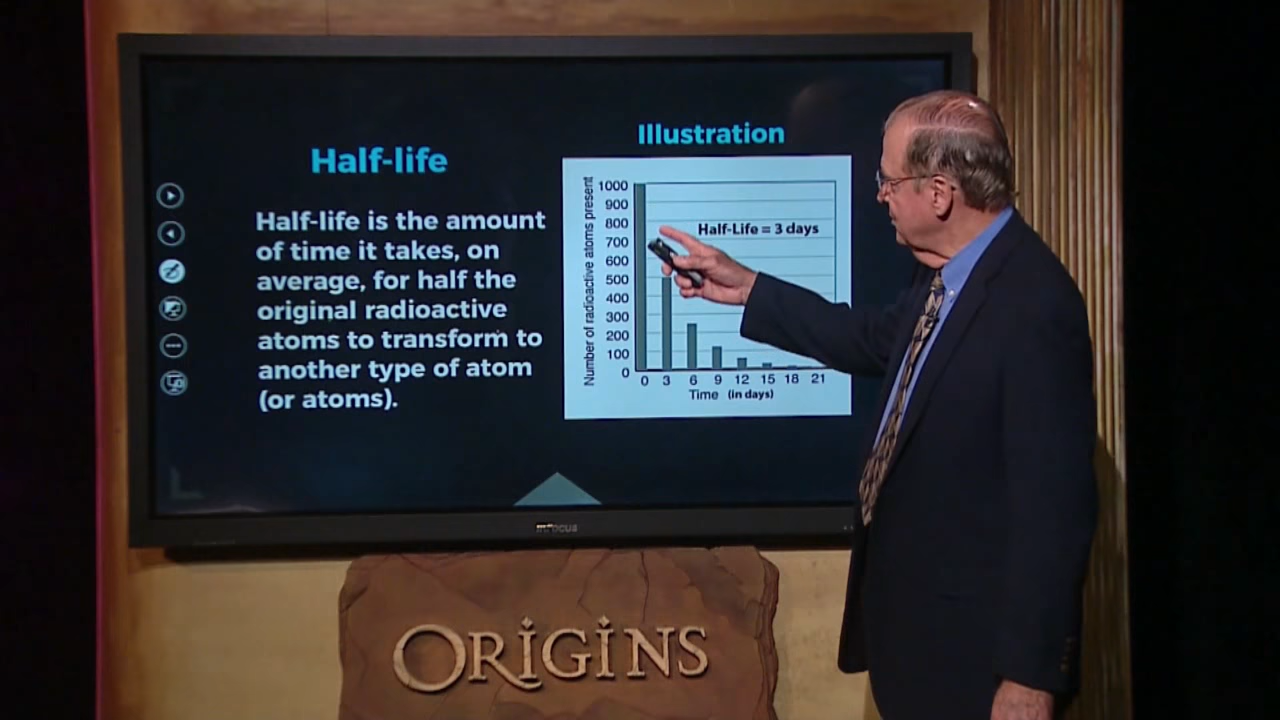 Half-life
Half-life is the amount
of time it takes, on
average, for half the
original radioactive
atoms to transform to
another type of atom
(or atoms).
Illustration
Number of radioactive atoms present
1000
900
800
700
600
500
400
300
200
100
0
Half-Life = 3 days
0 3 6 9 12 15 18 21
Time (in days)
InFocus
ORiGiNS